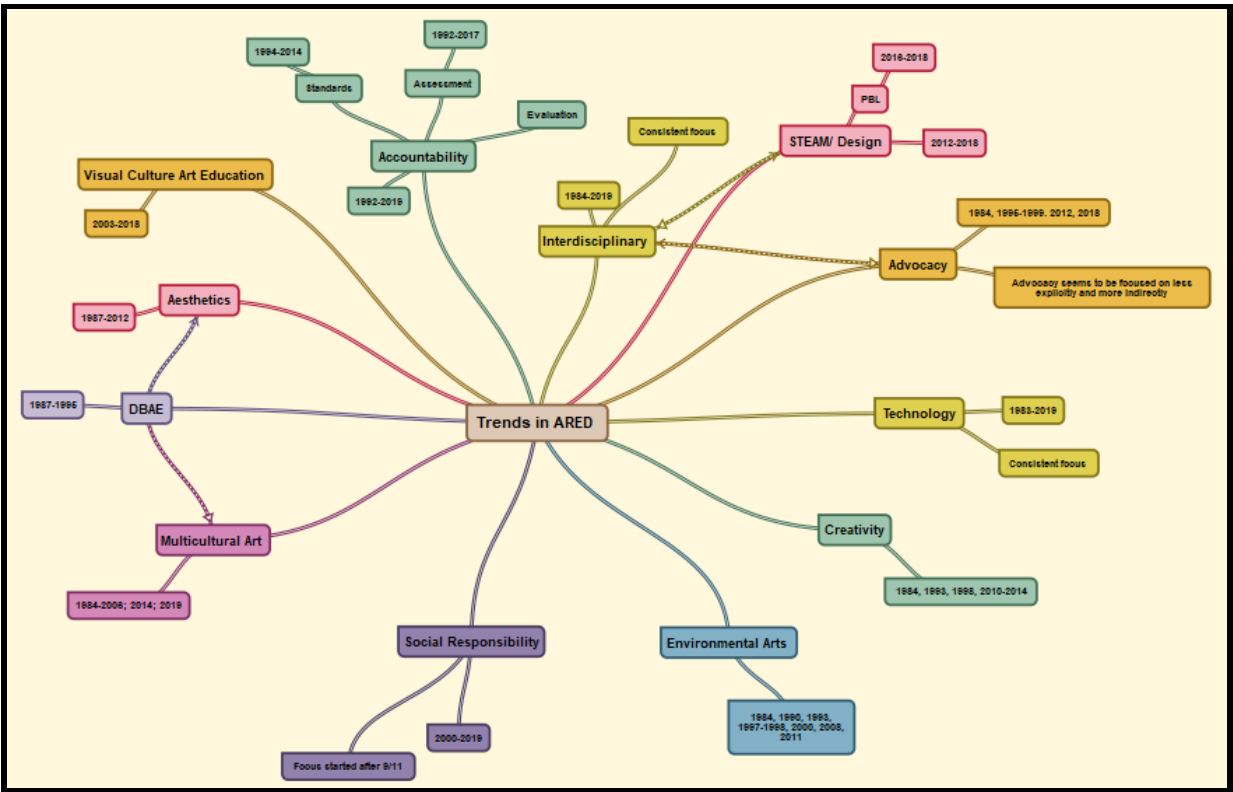 1992-2017
1994-2014
Standards
Assessment
Evaluation
Accountability
1992-2019
2016-2018
PBL
STEAM/ Design
2012-2018
Consistent focus
1984-2019
Interdisciplinary
Visual Culture Art Education
2003-2018
1984, 1995-1999. 2012, 2018
Advocacy
Advocacy seems to be focused on less
explicitly and more indirectly
Aesthetics
1987-2012
1987-1995
DBAE
Trends in ARED
Technology
1983-2019
Consistent focus
Multicultural Art
1984-2006; 2014; 2019
Creativity
1984, 1993, 1998, 2010-2014
Social Responsibility
2000-2019
Focus started after 9/11
Environmental Arts
1984, 1990, 1993,
1997-1998, 2000, 2008,
2011